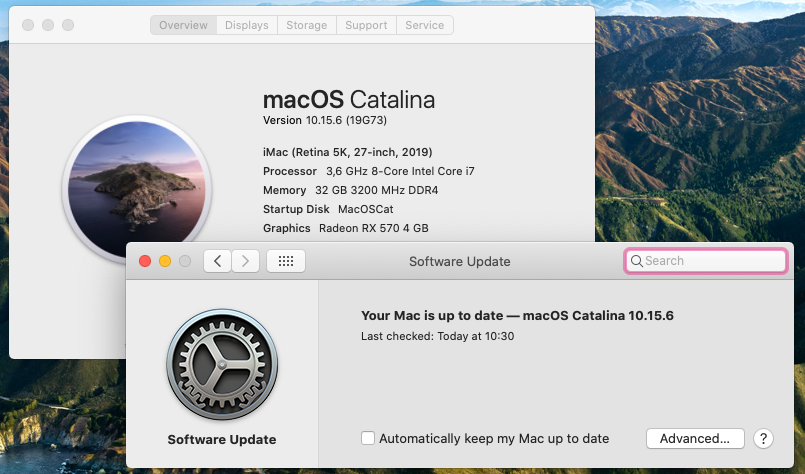 Overview Displays Storage Support Service
macOS Catalina
Version 10.15.6 (19G73)
iMac (Retina 5K, 27-inch, 2019)
Processor 3,6 GHz 8-Core Intel Core i7
Memory 32 GB 3200 MHz DDR4
Startup Disk MacOSCat
Graphics Radeon RX 570 4 GB
Software Update
Search
Your Mac is up to date — macOS Catalina 10.15.6
Last checked: Today at 10:30
Software Update
Automatically keep my Mac up to date
Advanced...
?